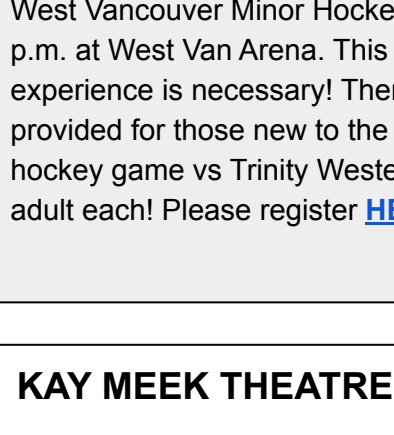 West Vancouver Minor Hocke
p.m. at West Van Arena. This
experience is necessary! Ther
provided for those new to the
hockey game vs Trinity Weste
adult each! Please register HE
KAY MEEK THEATRE